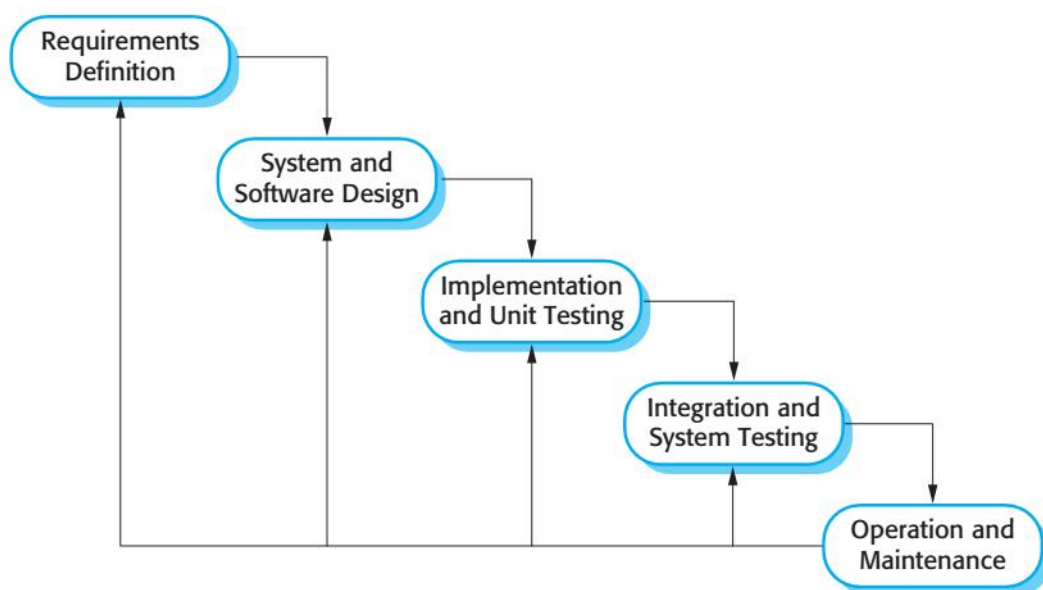 Requirements
Definition
System and
Software Design
Implementation
and Unit Testing
Integration and
System Testing
Operation and
Maintenance